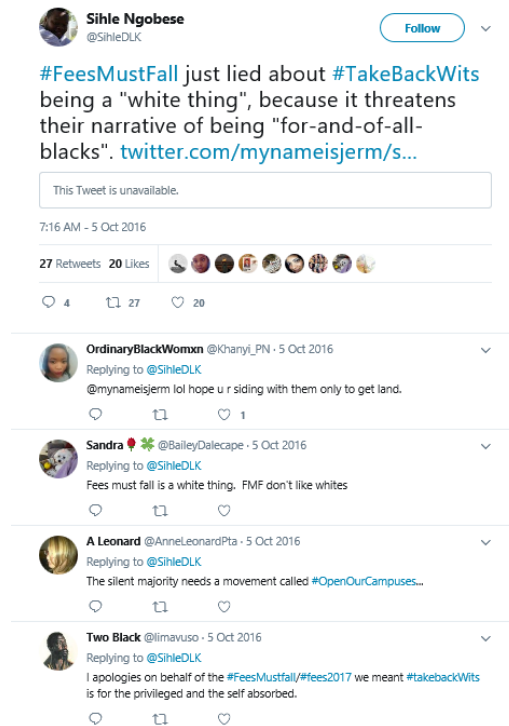 Sihle Ngobese
@SihleDLK
Follow
#FeesMustFall just lied about #TakeBackWits
being a "white thing", because it threatens
their narrative of being "for-and-of-all-
blacks". twitter.com/mynameisjerm/s...
This Tweet is unavailable.
7:16 AM - 5 Oct 2016
27 Retweets 20 Likes
4 27 20
OrdinaryBlackWomxn @Khanyi_PN · 5 Oct 2016
Replying to @SihleDLK
@mynameisjerm lol hope u r siding with them only to get land.
1
Sandra @BaileyDalecape · 5 Oct 2016
Replying to @SihleDLK
Fees must fall is a white thing. FMF don't like whites
A Leonard @AnneLeonardPta · 5 Oct 2016
Replying to @SihleDLK
The silent majority needs a movement called #OpenOurCampuses...
Two Black @limavuso · 5 Oct 2016
Replying to @SihleDLK
I apologies on behalf of the #FeesMustfall/#fees2017 we meant #takebackWits
is for the privileged and the self absorbed.